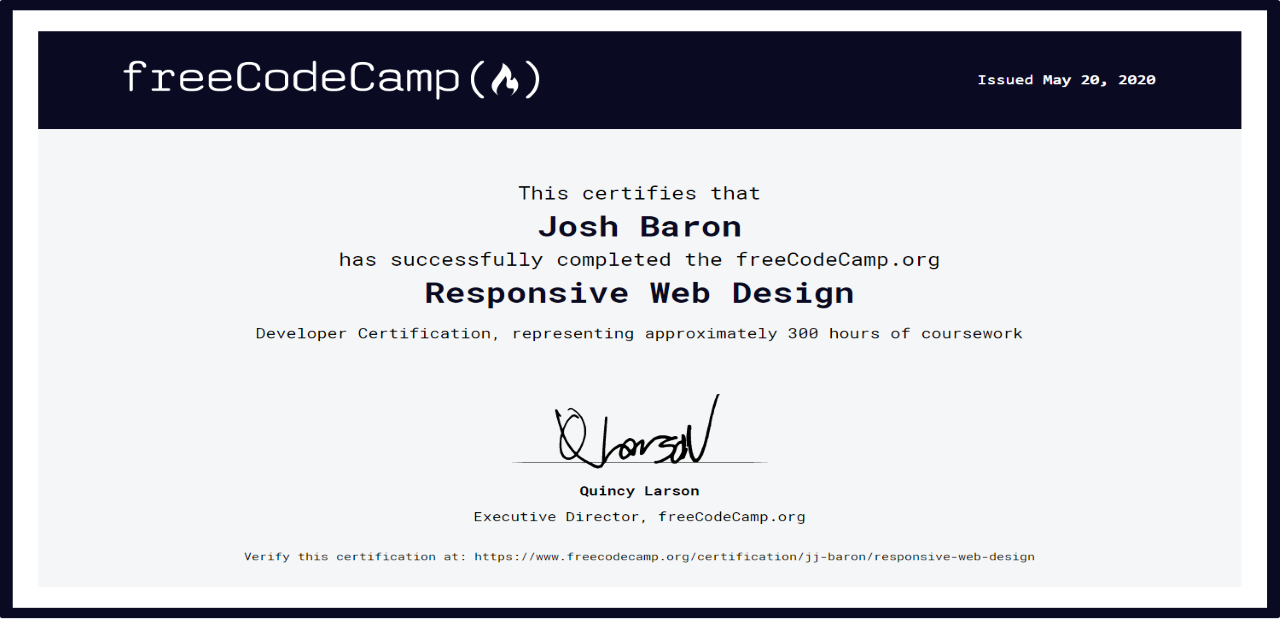 freeCodeCamp(🔥)
Issued May 20, 2020
This certifies that
Josh Baron
has successfully completed the freeCodeCamp.org
Responsive Web Design
Developer Certification, representing approximately 300 hours of coursework
Q Larson
Quincy Larson
Executive Director, freeCodeCamp.org
Verify this certification at: https://www.freecodecamp.org/certification/jj-baron/responsive-web-design